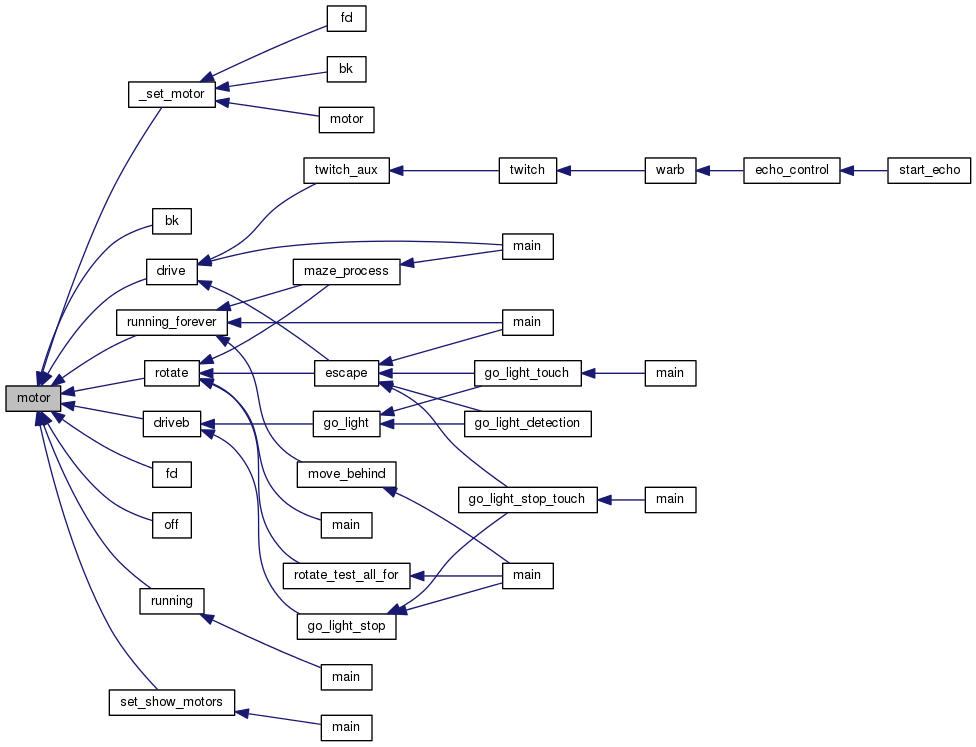 fd
bk
_set_motor
motor
twitch_aux
twitch
warb
echo_control
start_echo
bk
main
drive
maze_process
running_forever
main
rotate
escape
go_light_touch
main
motor
driveb
go_light
go_light_detection
fd
move_behind
go_light_stop_touch
main
off
main
rotate_test_all_for
main
running
go_light_stop
main
set_show_motors
main